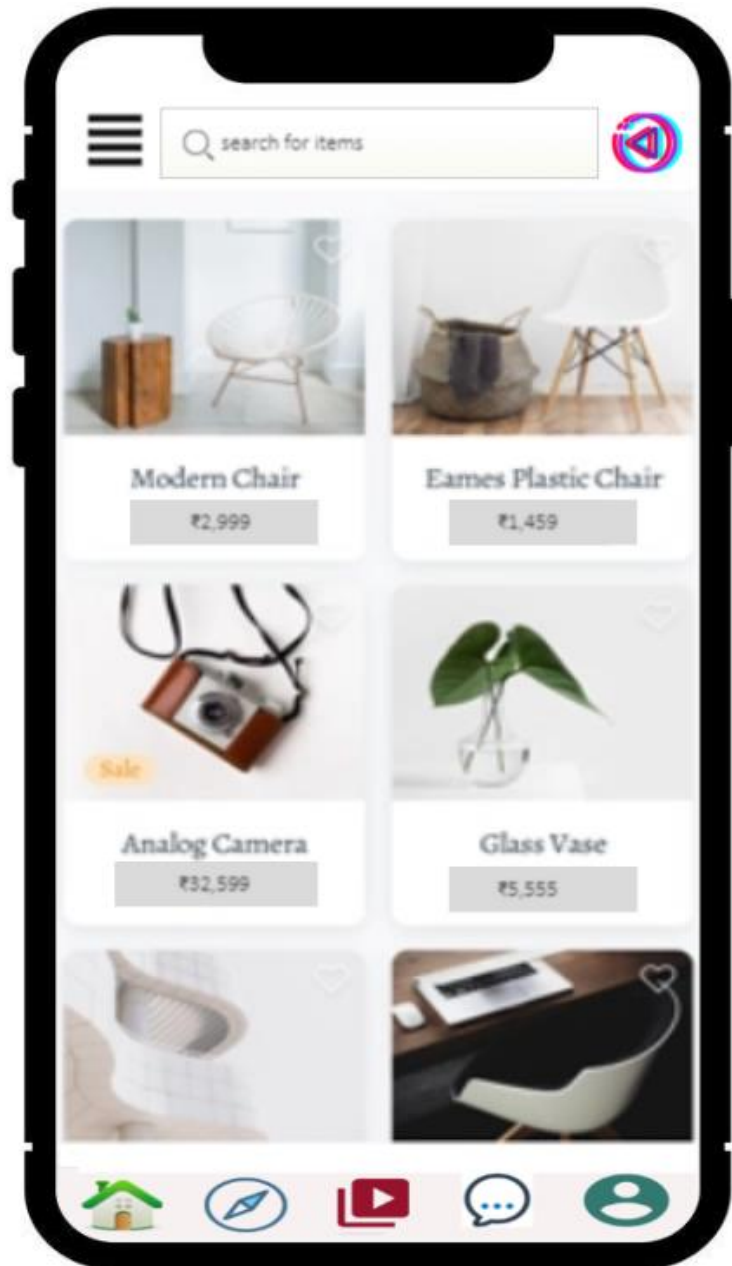 search for items
Modern Chair
₹2,999
Eames Plastic Chair
₹1,459
Sale
Analog Camera
₹32,599
Glass Vase
₹5,555